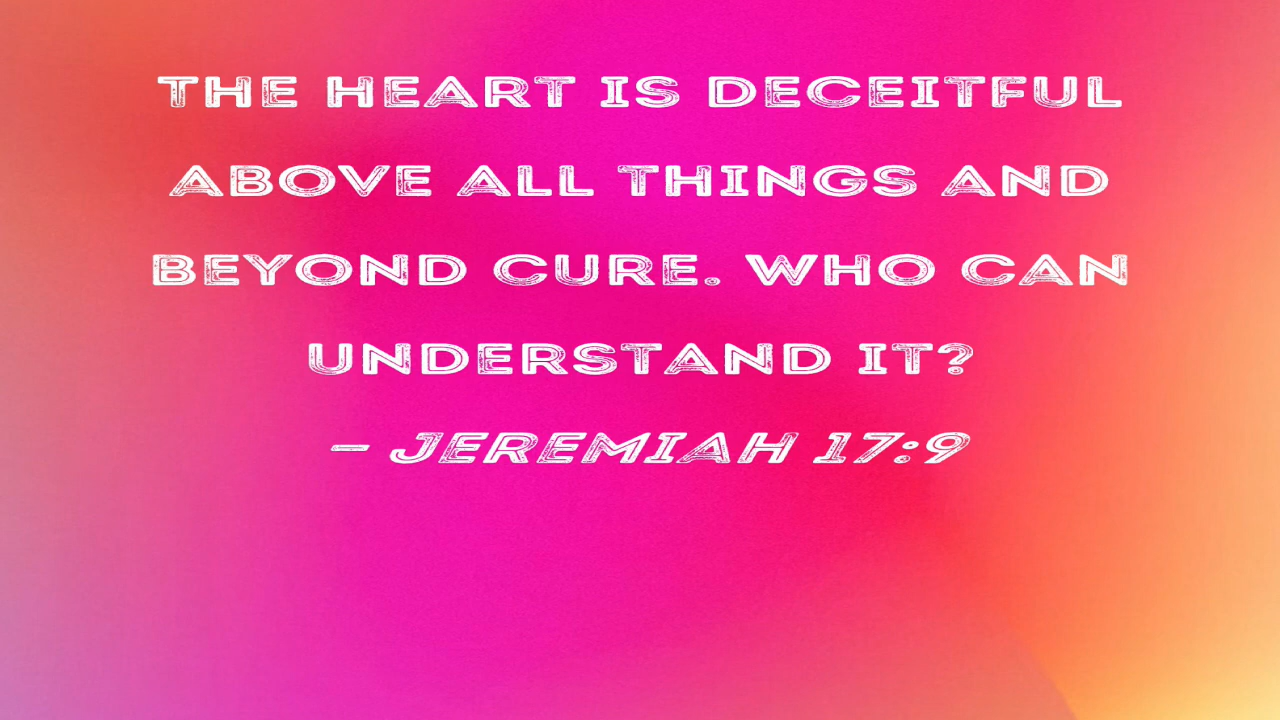 THE HEART IS DECEITFUL
ABOVE ALL THINGS AND
BEYOND CURE. WHO CAN
UNDERSTAND IT?
– JEREMIAH 17:9